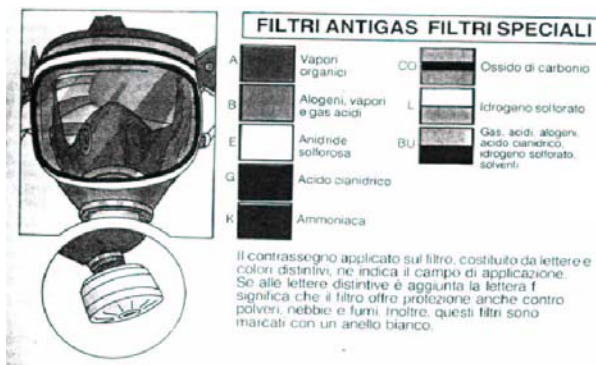 FILTRI ANTIGAS FILTRI SPECIALI
A
Vapori
organici
B
Alogeni, vapori
e gas acidi
E
Anidride
solforosa
G
Acido cianidrico
K
Ammoniaca
CO
Ossido di carbonio
L
Idrogeno solforato
BU
Gas, acidi, alogeni,
acido cianidrico,
idrogeno solforato,
solventi
Il contrassegno applicato sul filtro, costituito da lettere e
colori distintivi, ne indica il campo di applicazione.
Se alle lettere distintive è aggiunta la lettera f
significa che il filtro offre protezione anche contro
polveri, nebbie e fumi. Inoltre, questi filtri sono
marcati con un anello bianco.